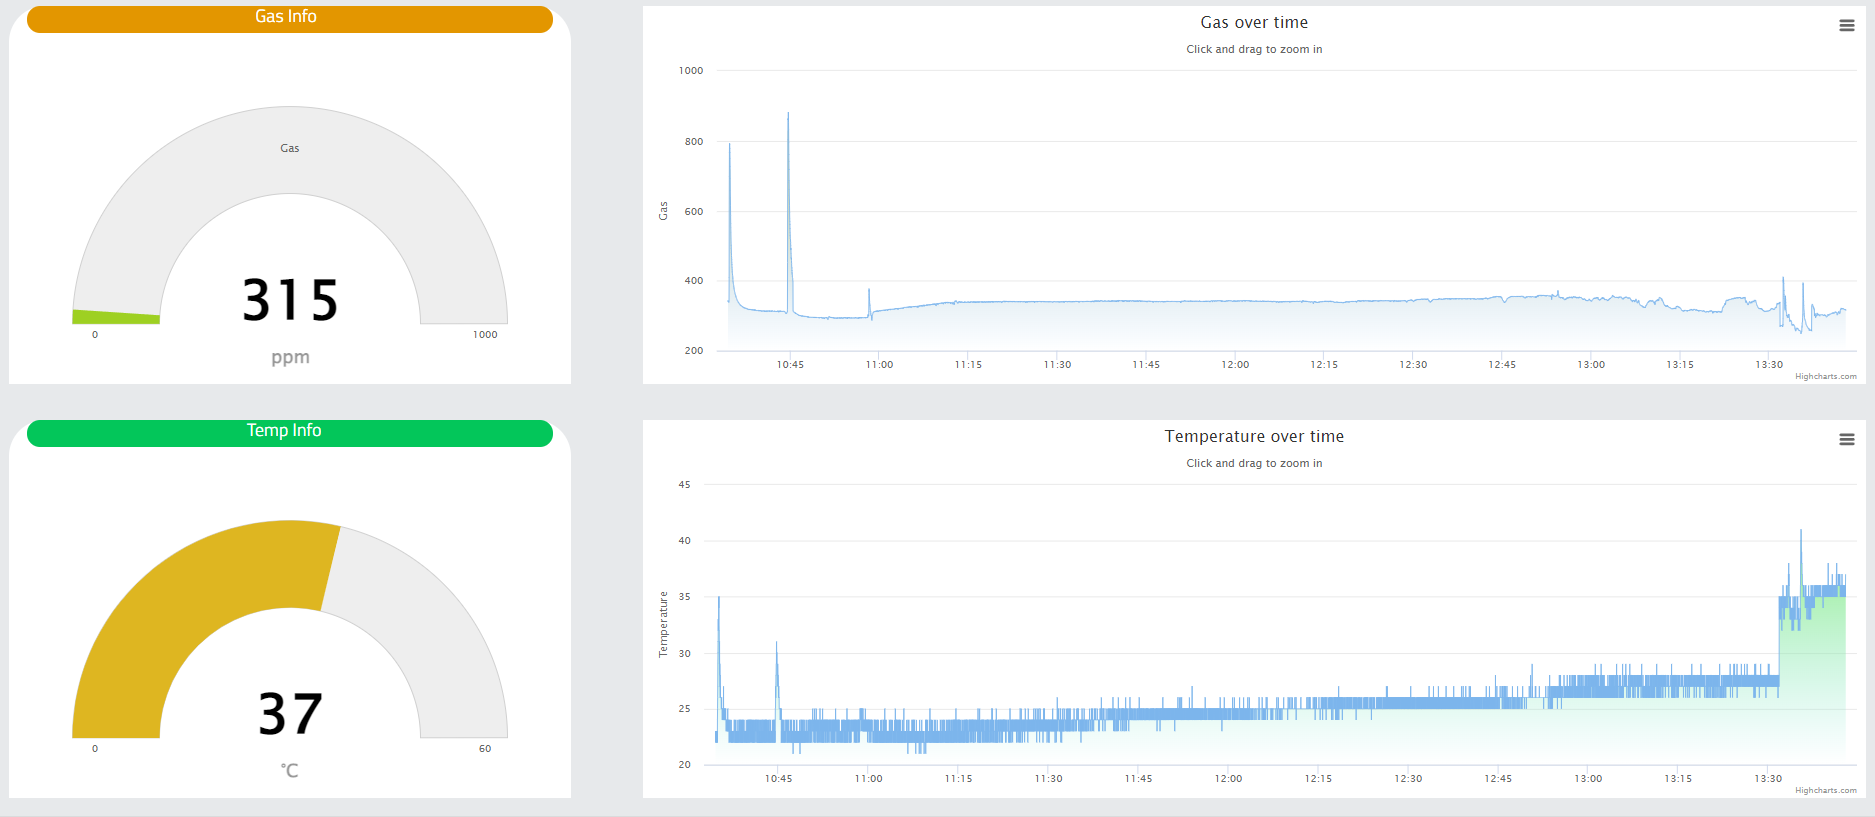 Gas Info
Gas
315
0
1000
ppm
Gas over time
Click and drag to zoom in
1000
800
600
400
200
Gas
10:45 11:00 11:15 11:30 11:45 12:00 12:15 12:30 12:45 13:00 13:15 13:30
Highcharts.com
Temp Info
37
0
60
°C
Temperature over time
Click and drag to zoom in
45
40
35
30
25
20
Temperature
10:45 11:00 11:15 11:30 11:45 12:00 12:15 12:30 12:45 13:00 13:15 13:30
Highcharts.com